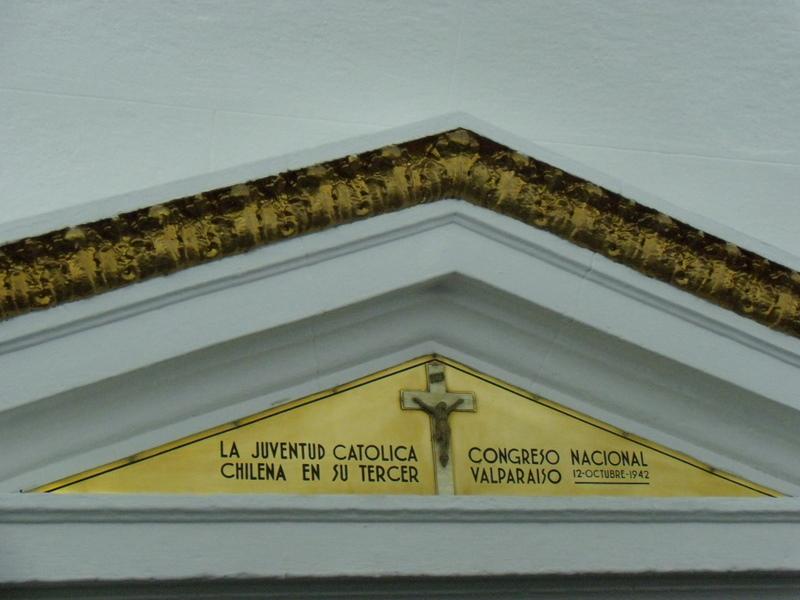 LA JUVENTUD CATOLICA
CHILENA EN SU TERCER
CONGRESO NACIONAL
VALPARAISO 12-OCTUBRE-1942